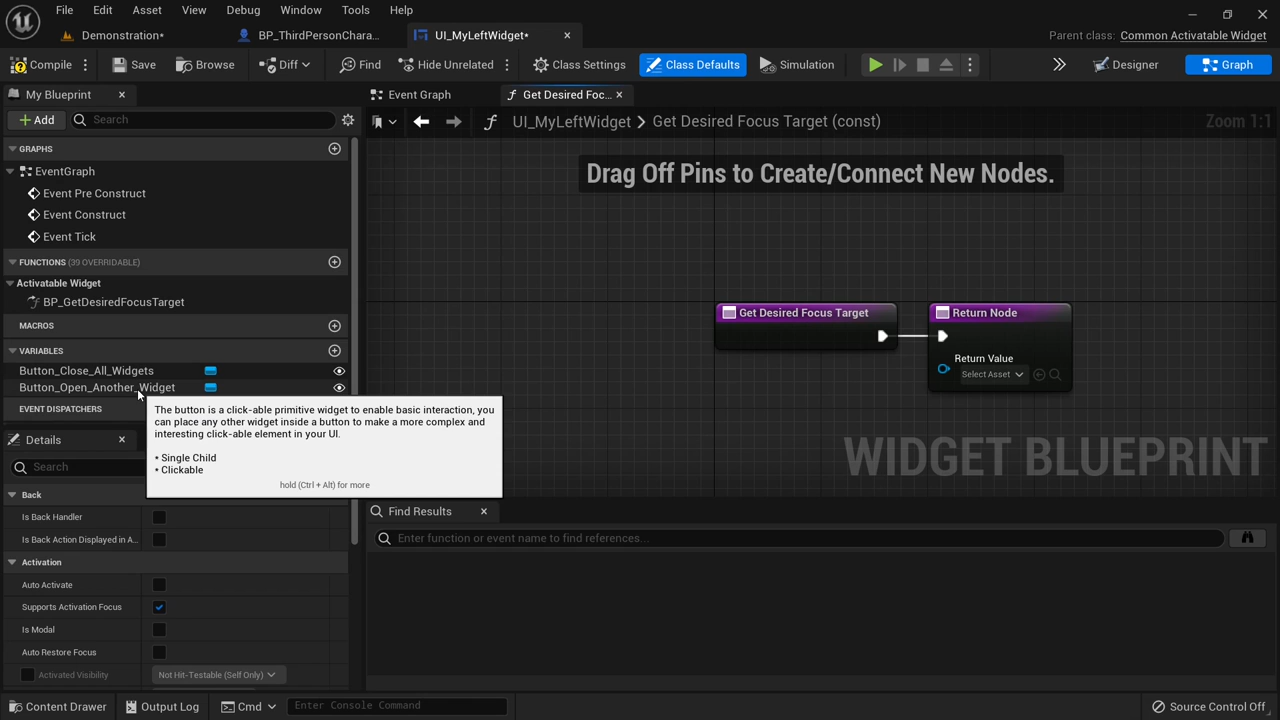 File Edit Asset View Debug Window Tools Help
Demonstration* BP_ThirdPersonChara... UI_MyLeftWidget* Parent class: Common Activatable Widget
Compile Save Browse Diff Find Hide Unrelated Class Settings Class Defaults Simulation Designer Graph
My Blueprint Event Graph Get Desired Foc...
Add Search UI_MyLeftWidget > Get Desired Focus Target (const) Zoom 1:1
GRAPHS
EventGraph
Event Pre Construct
Event Construct
Event Tick
FUNCTIONS (39 OVERRIDABLE)
Activatable Widget
BP_GetDesiredFocusTarget
MACROS
VARIABLES
Button_Close_All_Widgets
Button_Open_Another_Widget
EVENT DISPATCHERS
Drag Off Pins to Create/Connect New Nodes.
Get Desired Focus Target
Return Node
Return Value
Select Asset
WIDGET BLUEPRINT
The button is a click-able primitive widget to enable basic interaction, you
can place any other widget inside a button to make a more complex and
interesting click-able element in your UI.
• Single Child
• Clickable
hold (Ctrl + Alt) for more
Details
Search
Back
Is Back Handler
Is Back Action Displayed in A...
Activation
Auto Activate
Supports Activation Focus
Is Modal
Auto Restore Focus
Activated Visibility Not Hit-Testable (Self Only)
Find Results
Enter function or event name to find references...
Content Drawer Output Log Cmd Enter Console Command Source Control Off